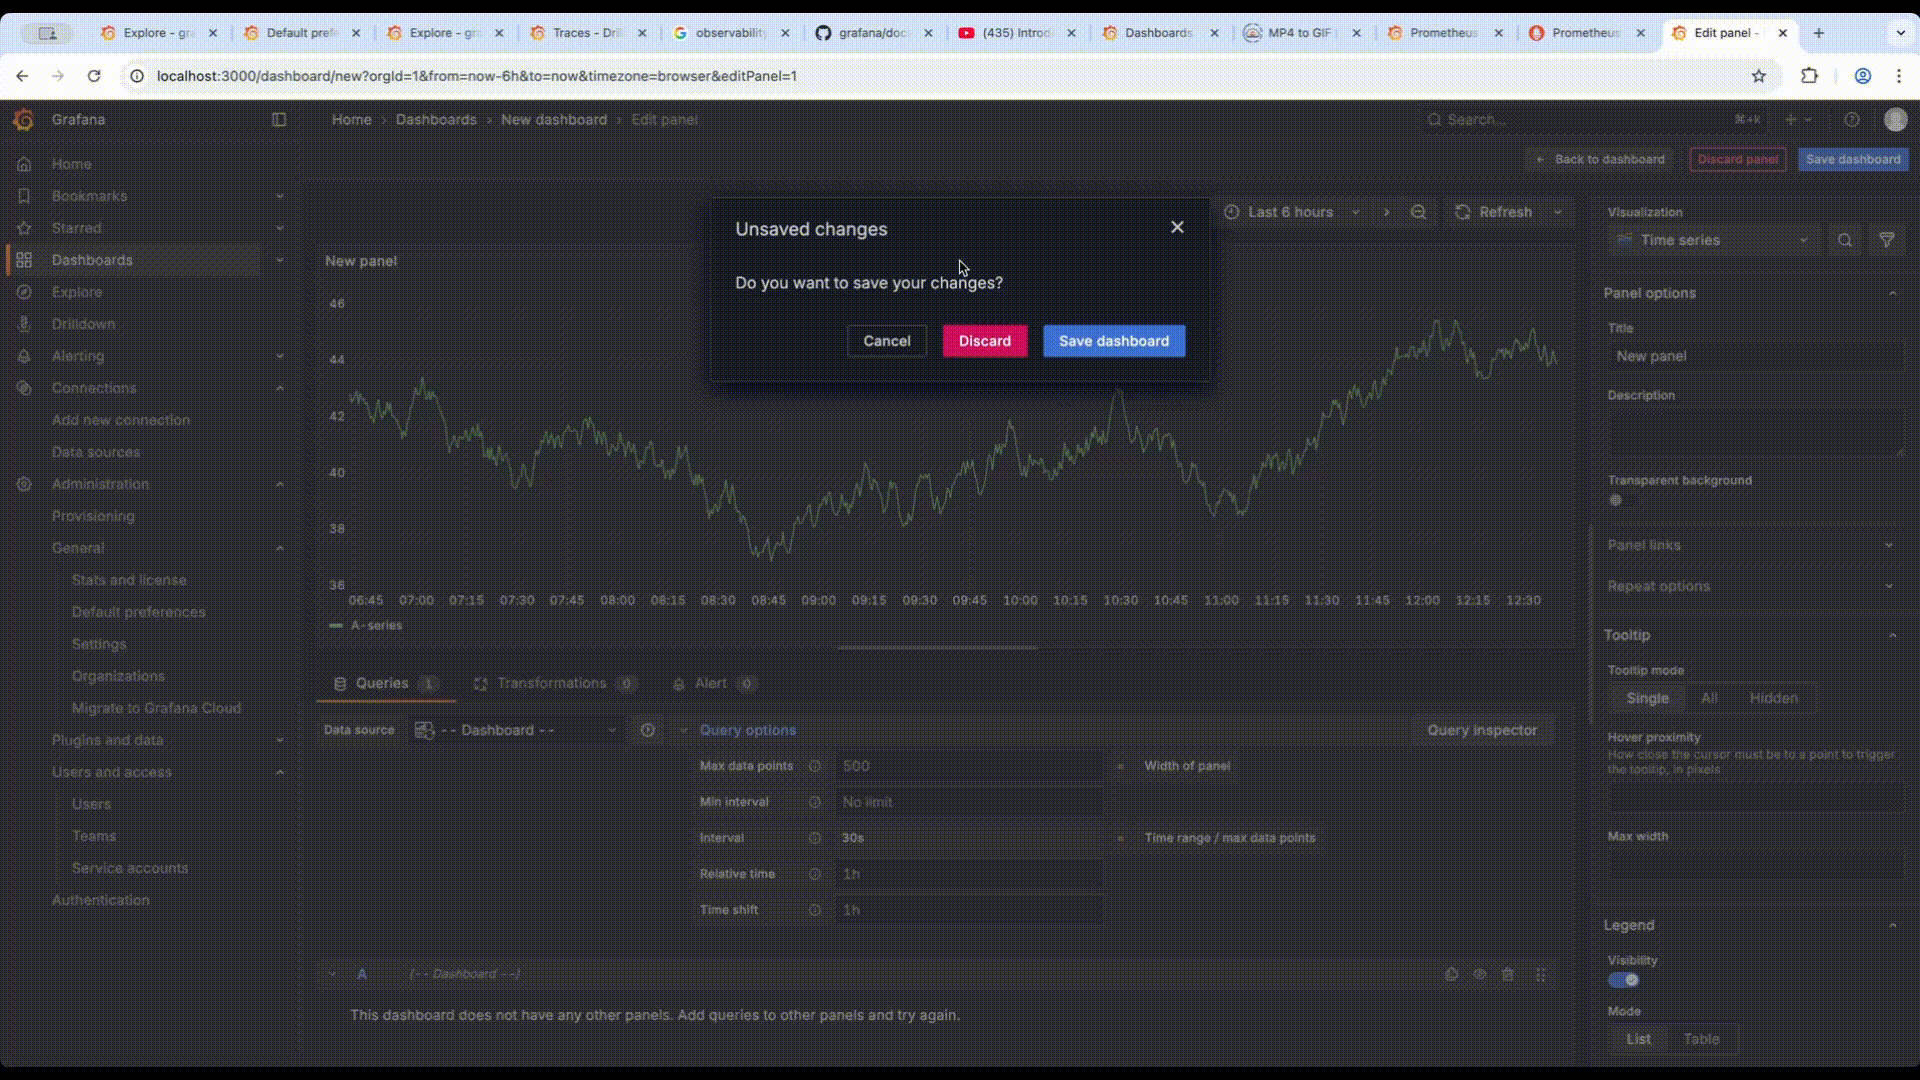 Explore - gra
Default prefe
Explore - gra
Traces - Dril
observability
grafana/doc
(435) Introd
Dashboards
MP4 to GIF
Prometheus
Prometheus
Edit panel -
localhost:3000/dashboard/new?orgId=1&from=now-6h&to=now&timezone=browser&editPanel=1
Grafana
Home › Dashboards › New dashboard › Edit panel
Search...
⌘+K
Back to dashboard
Discard panel
Save dashboard
Home
Bookmarks
Starred
Dashboards
Explore
Drilldown
Alerting
Connections
Add new connection
Data sources
Administration
Provisioning
General
Stats and license
Default preferences
Settings
Organizations
Migrate to Grafana Cloud
Plugins and data
Users and access
Users
Teams
Service accounts
Authentication
Last 6 hours
Refresh
Unsaved changes
Do you want to save your changes?
Cancel
Discard
Save dashboard
New panel
46
44
42
40
38
36
06:45 07:00 07:15 07:30 07:45 08:00 08:15 08:30 08:45 09:00 09:15 09:30 09:45 10:00 10:15 10:30 10:45 11:00 11:15 11:30 11:45 12:00 12:15 12:30
A-series
Queries 1
Transformations 0
Alert 0
Data source
-- Dashboard --
Query options
Query inspector
Max data points
500
Width of panel
Min interval
No limit
Interval
30s
Time range / max data points
Relative time
1h
Time shift
1h
A
(-- Dashboard --)
This dashboard does not have any other panels. Add queries to other panels and try again.
Visualization
Time series
Panel options
Title
New panel
Description
Transparent background
Panel links
Repeat options
Tooltip
Tooltip mode
Single
All
Hidden
Hover proximity
How close the cursor must be to a point to trigger
the tooltip, in pixels
Max width
Legend
Visibility
Mode
List
Table